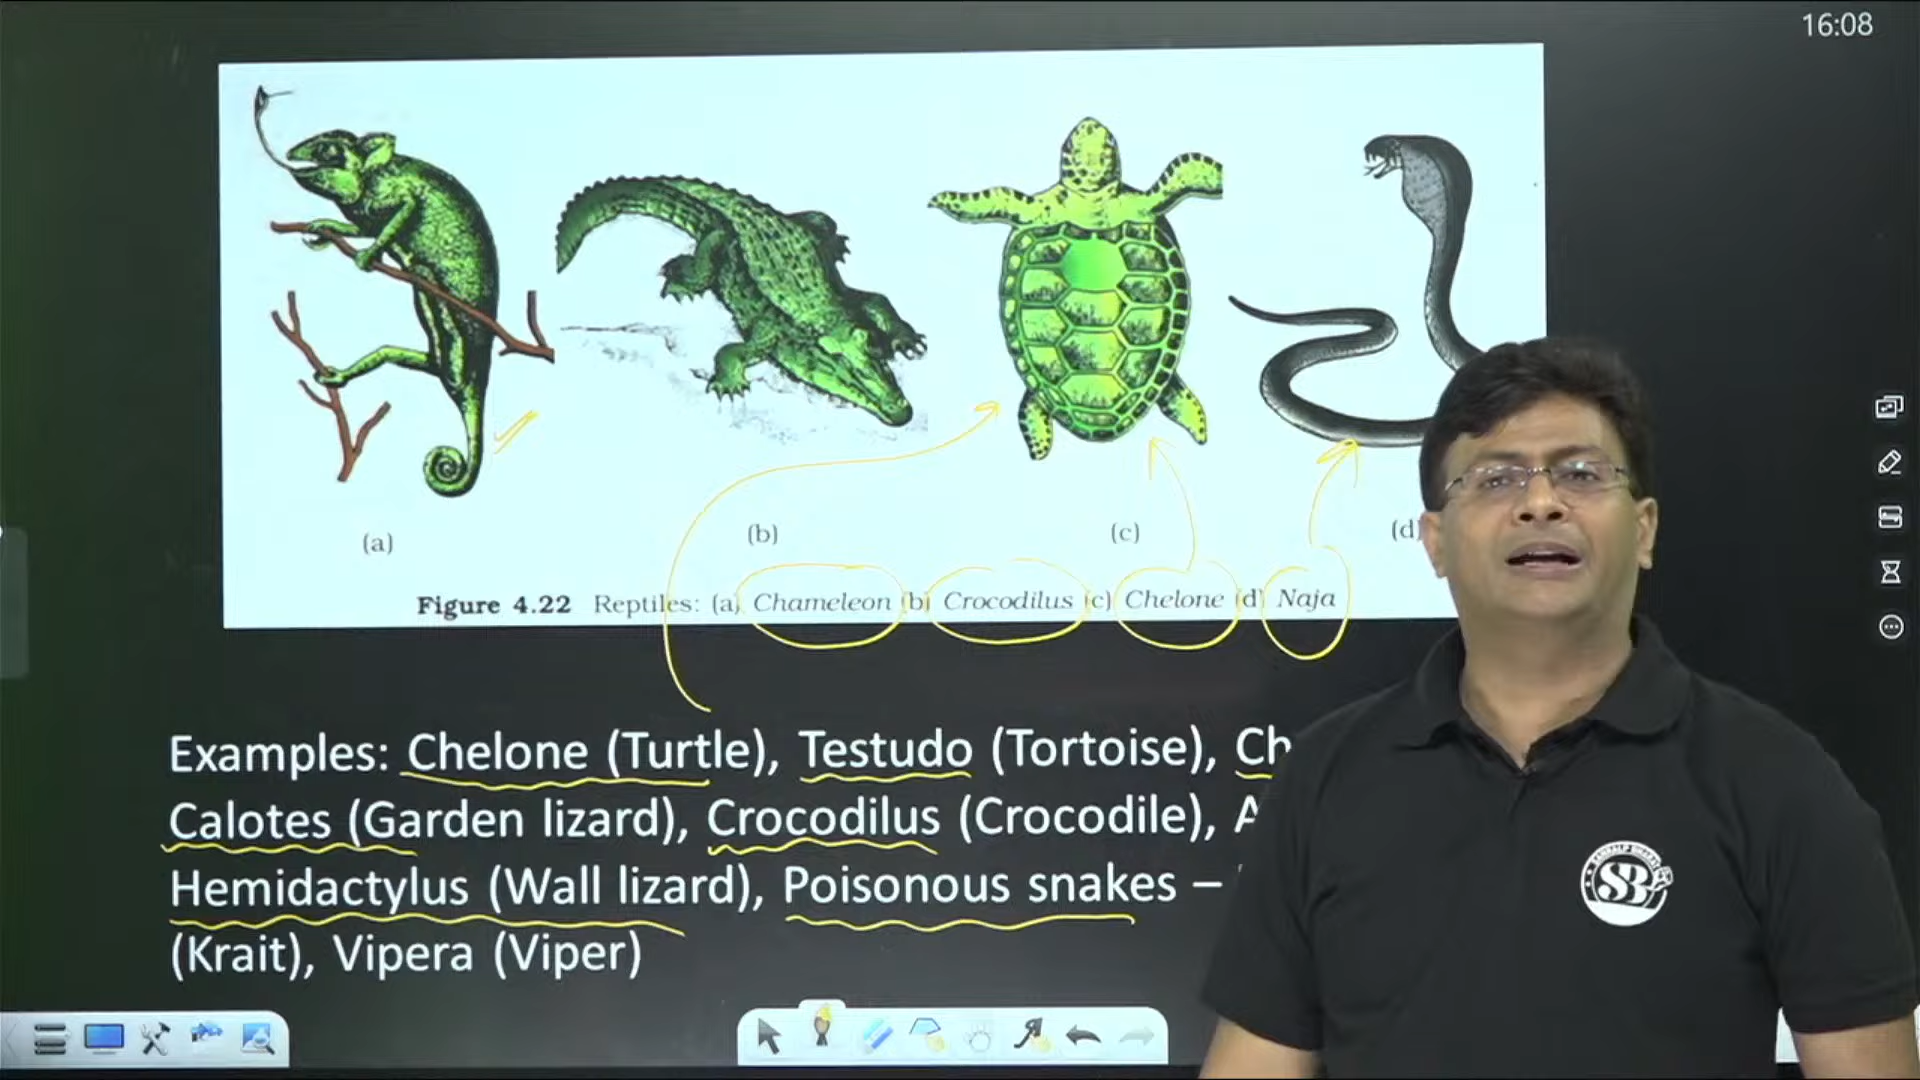 16:08
(a)
(b)
(c)
(d)
Figure 4.22 Reptiles: (a) Chameleon (b) Crocodilus (c) Chelone (d) Naja
Examples: Chelone (Turtle), Testudo (Tortoise),
Calotes (Garden lizard), Crocodilus (Crocodile),
Hemidactylus (Wall lizard), Poisonous snakes –
(Krait), Vipera (Viper)
SB